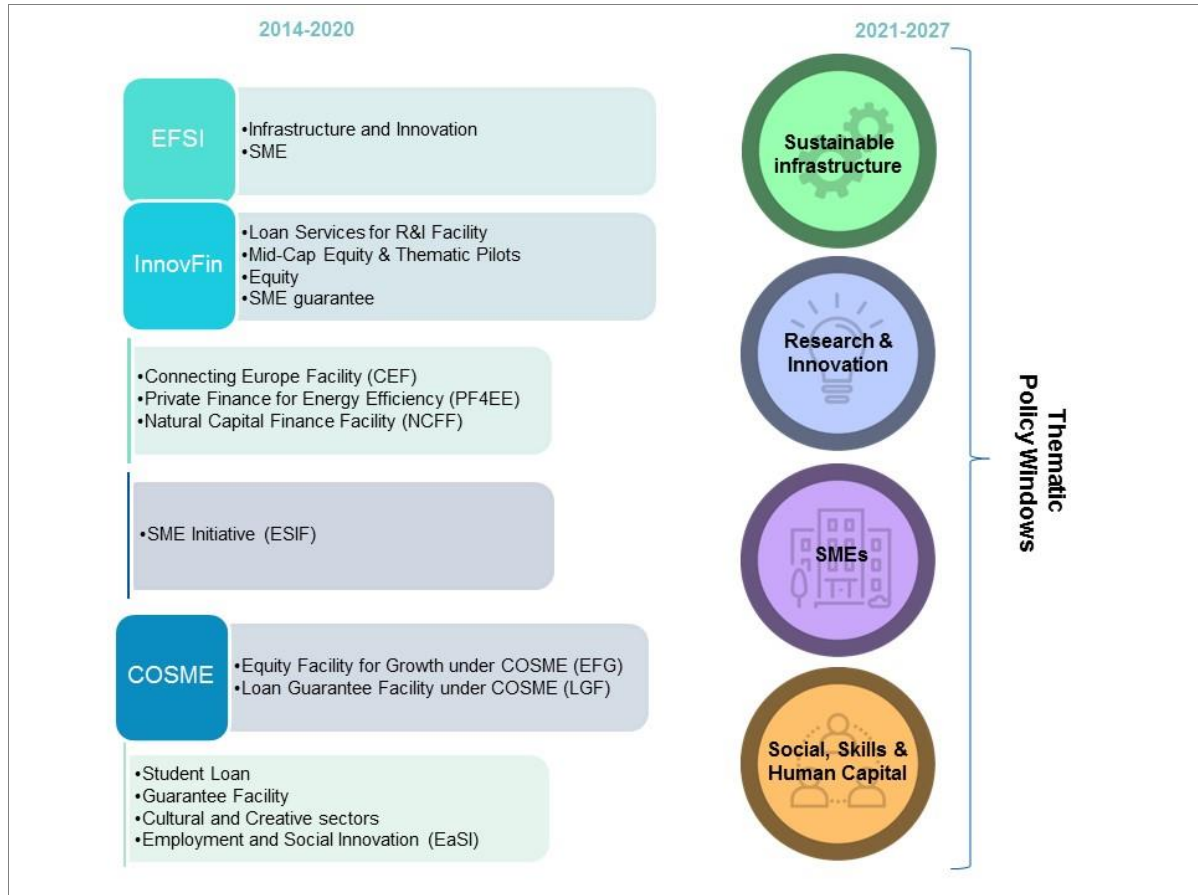 2014-2020
2021-2027
EFSI
•Infrastructure and Innovation
•SME
InnovFin
•Loan Services for R&I Facility
•Mid-Cap Equity & Thematic Pilots
•Equity
•SME guarantee
•Connecting Europe Facility (CEF)
•Private Finance for Energy Efficiency (PF4EE)
•Natural Capital Finance Facility (NCFF)
•SME Initiative (ESIF)
COSME
•Equity Facility for Growth under COSME (EFG)
•Loan Guarantee Facility under COSME (LGF)
•Student Loan
•Guarantee Facility
•Cultural and Creative sectors
•Employment and Social Innovation (EaSI)
Sustainable
infrastructure
Research &
Innovation
SMEs
Social, Skills &
Human Capital
Thematic
Policy Windows